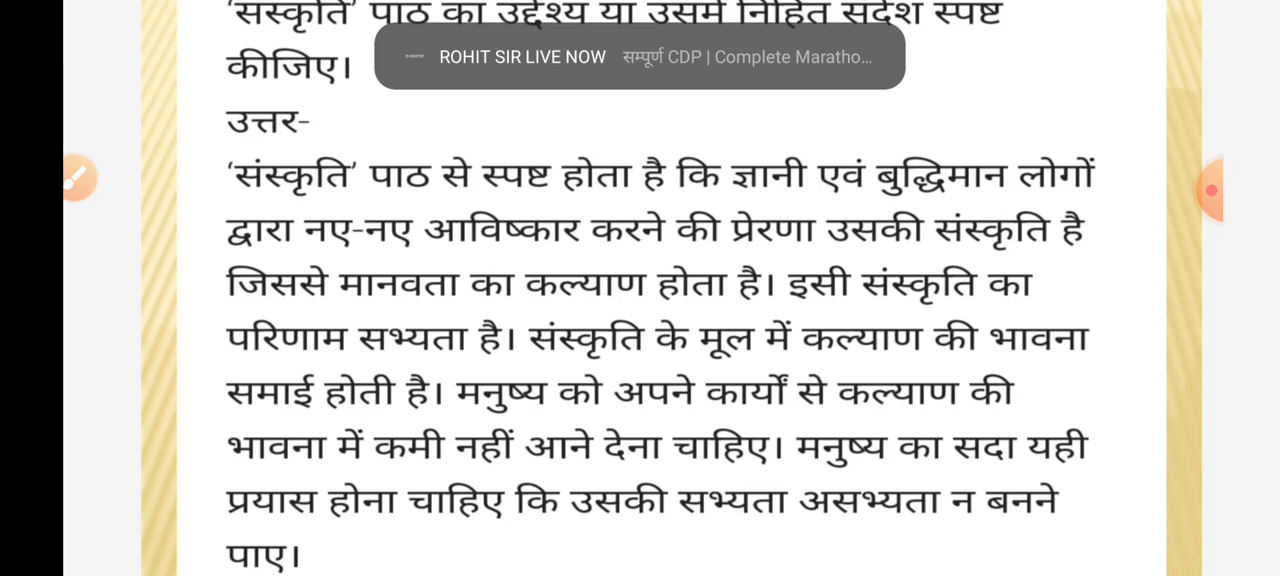 'संस्कृति' पाठ का उद्देश्य या उसमें निहित संदेश स्पष्ट
ROHIT SIR LIVE NOW सम्पूर्ण CDP | Complete Maratho...
कीजिए।
उत्तर-
'संस्कृति' पाठ से स्पष्ट होता है कि ज्ञानी एवं बुद्धिमान लोगों
द्वारा नए-नए आविष्कार करने की प्रेरणा उसकी संस्कृति है
जिससे मानवता का कल्याण होता है। इसी संस्कृति का
परिणाम सभ्यता है। संस्कृति के मूल में कल्याण की भावना
समाई होती है। मनुष्य को अपने कार्यों से कल्याण की
भावना में कमी नहीं आने देना चाहिए। मनुष्य का सदा यही
प्रयास होना चाहिए कि उसकी सभ्यता असभ्यता न बनने
पाए।